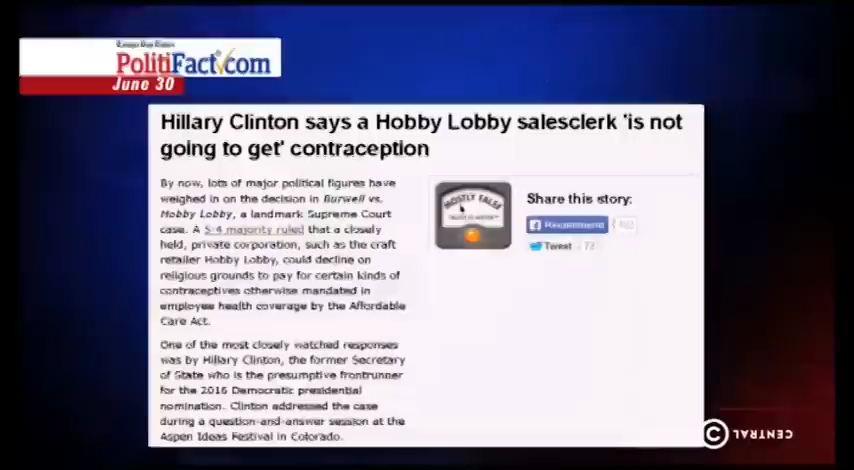 PolitiFact.com
June 30
Hillary Clinton says a Hobby Lobby salesclerk 'is not
going to get' contraception
By now, lots of major political figures have
weighed in on the decision in Burwell vs.
Hobby Lobby, a landmark Supreme Court
case. A 5-4 majority ruled that a closely
held, private corporation, such as the craft
retailer Hobby Lobby, could decline on
religious grounds to pay for certain kinds of
contraceptives otherwise mandated in
employee health coverage by the Affordable
Care Act.
One of the most closely watched responses
was by Hillary Clinton, the former Secretary
of State who is the presumptive frontrunner
for the 2016 Democratic presidential
nomination. Clinton addressed the case
during a question-and-answer session at the
Aspen Ideas Festival in Colorado.
MOSTLY FALSE
Share this story:
Recommend
Tweet
CENTRAL